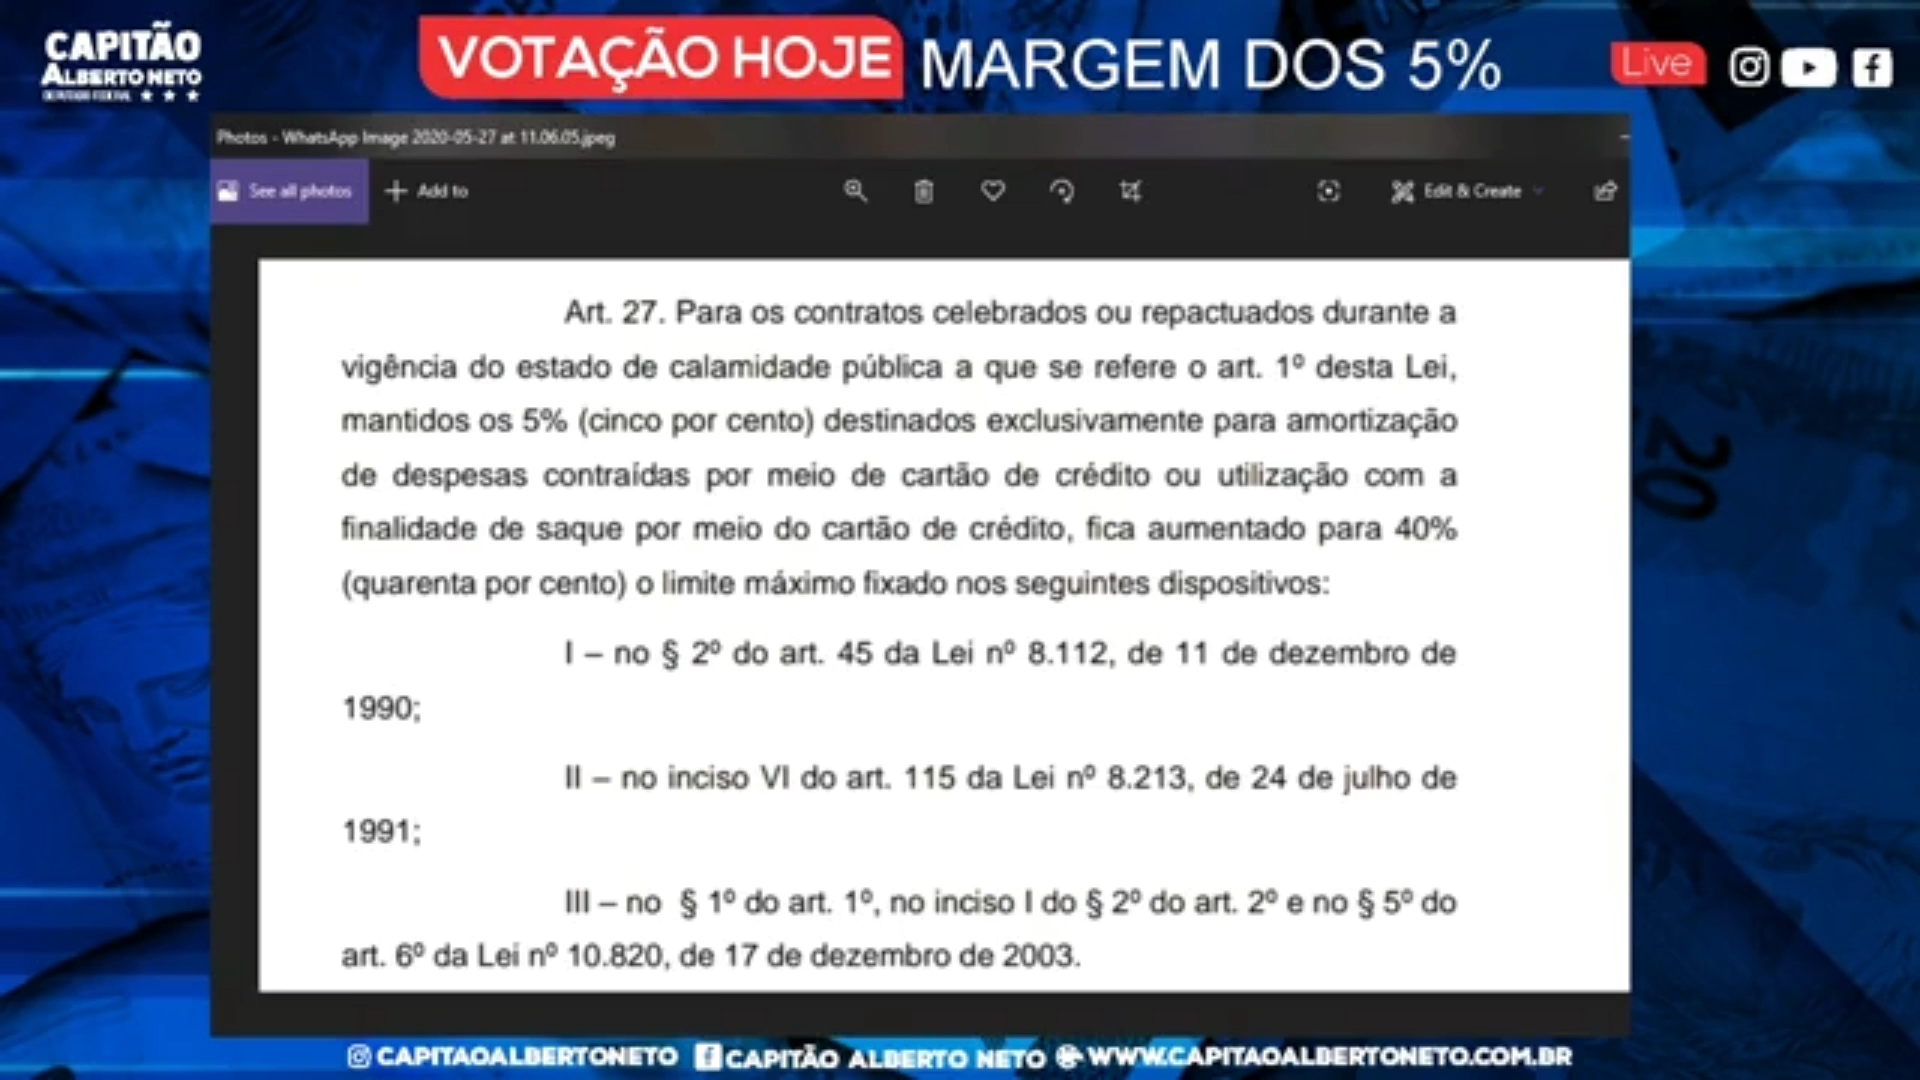 CAPITÃO
ALBERTO NETO
DEPUTADO FEDERAL
VOTAÇÃO HOJE MARGEM DOS 5%
Live
Photos - WhatsApp Image 2020-05-27 at 11.06.05.jpeg
See all photos
Add to
Edit & Create
Art. 27. Para os contratos celebrados ou repactuados durante a
vigência do estado de calamidade pública a que se refere o art. 1º desta Lei,
mantidos os 5% (cinco por cento) destinados exclusivamente para amortização
de despesas contraídas por meio de cartão de crédito ou utilização com a
finalidade de saque por meio do cartão de crédito, fica aumentado para 40%
(quarenta por cento) o limite máximo fixado nos seguintes dispositivos:
I – no § 2º do art. 45 da Lei nº 8.112, de 11 de dezembro de
1990;
II – no inciso VI do art. 115 da Lei nº 8.213, de 24 de julho de
1991;
III – no § 1º do art. 1º, no inciso I do § 2º do art. 2º e no § 5º do
art. 6º da Lei nº 10.820, de 17 de dezembro de 2003.
20
CAPITAOALBERTONETO CAPITÃO ALBERTO NETO WWW.CAPITAOALBERTONETO.COM.BR